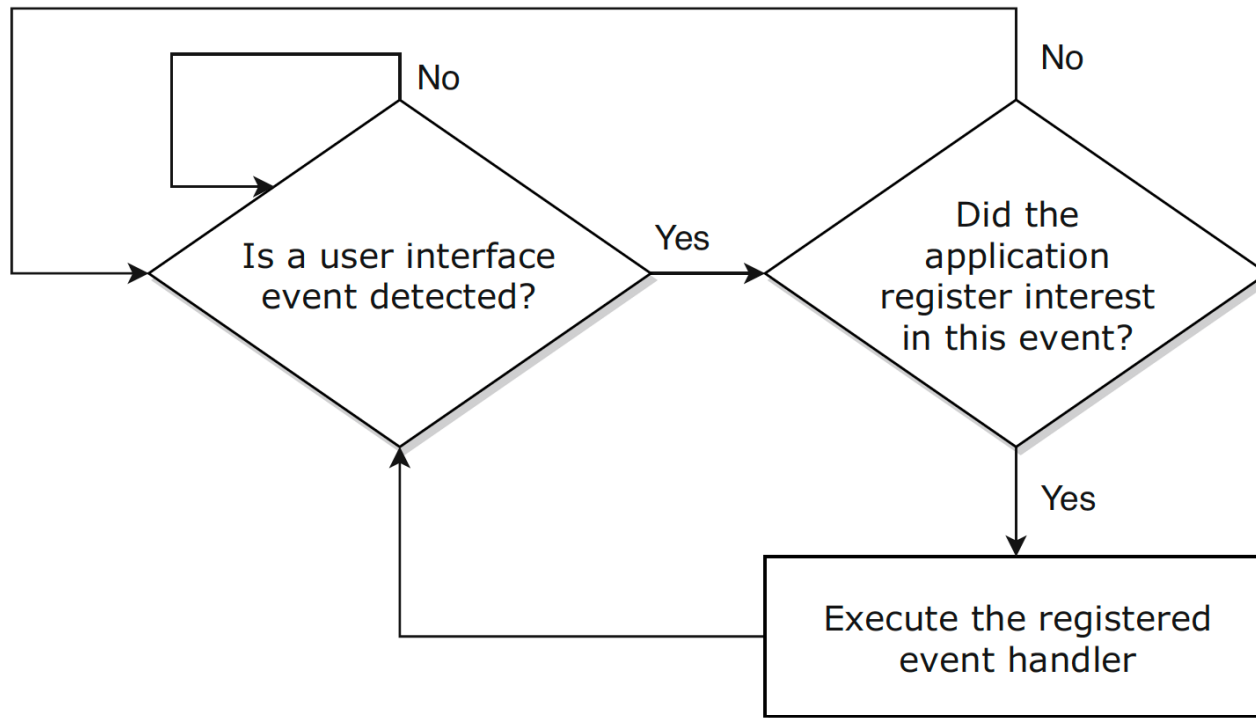 No
No
Is a user interface
event detected?
Yes
Did the
application
register interest
in this event?
Yes
Execute the registered
event handler